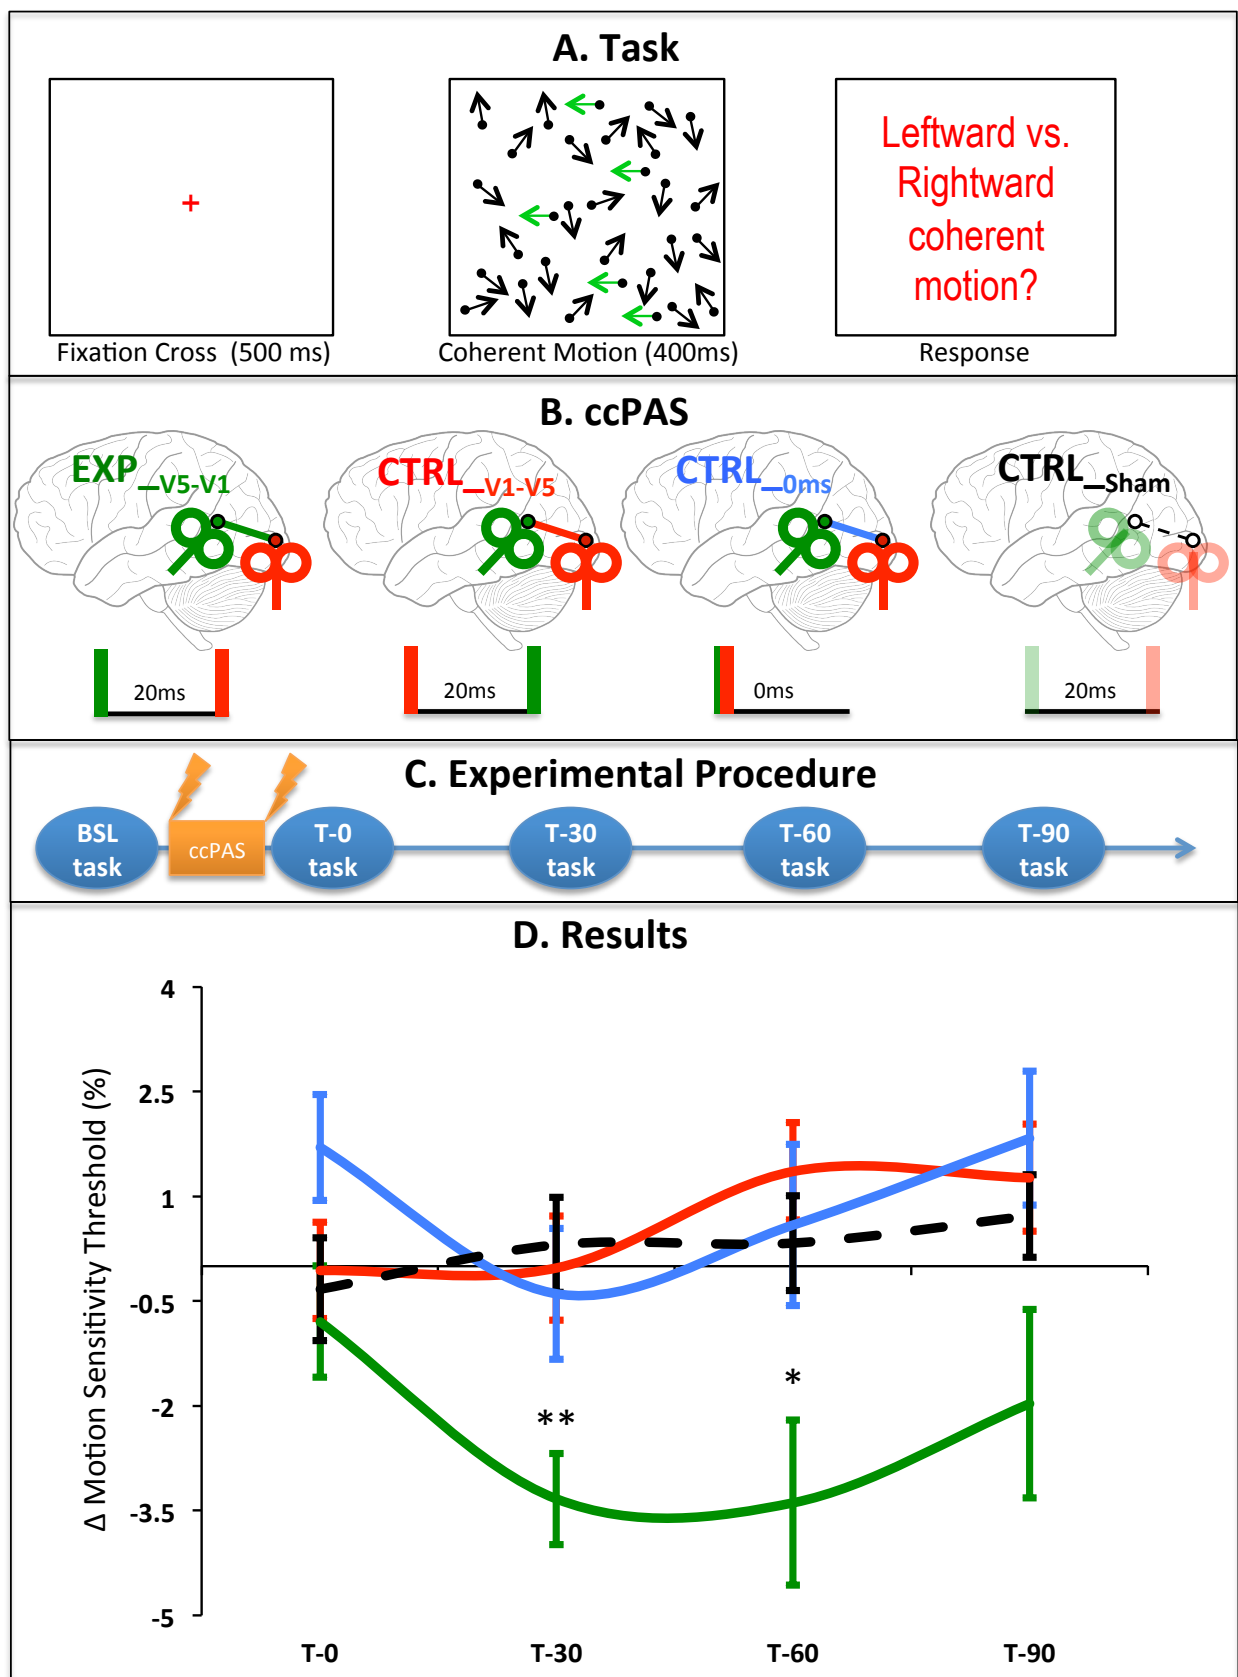 A. Task
+
Leftward vs.
Rightward
coherent
motion?
Fixation Cross (500 ms)
Coherent Motion (400ms)
Response
B. ccPAS
EXP_V5-V1
CTRL_V1-V5
CTRL_0ms
CTRL_Sham
20ms
20ms
0ms
20ms
C. Experimental Procedure
BSL
task
ccPAS
T-0
task
T-30
task
T-60
task
T-90
task
D. Results
Δ Motion Sensitivity Threshold (%)
4
2.5
1
-0.5
-2
-3.5
-5
**
*
T-0
T-30
T-60
T-90